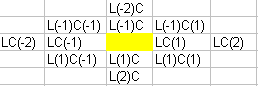 L(-2)C
L(-1)C(-1) L(-1)C L(-1)C(1)
LC(-2) LC(-1) LC(1) LC(2)
L(1)C(-1) L(1)C L(1)C(1)
L(2)C